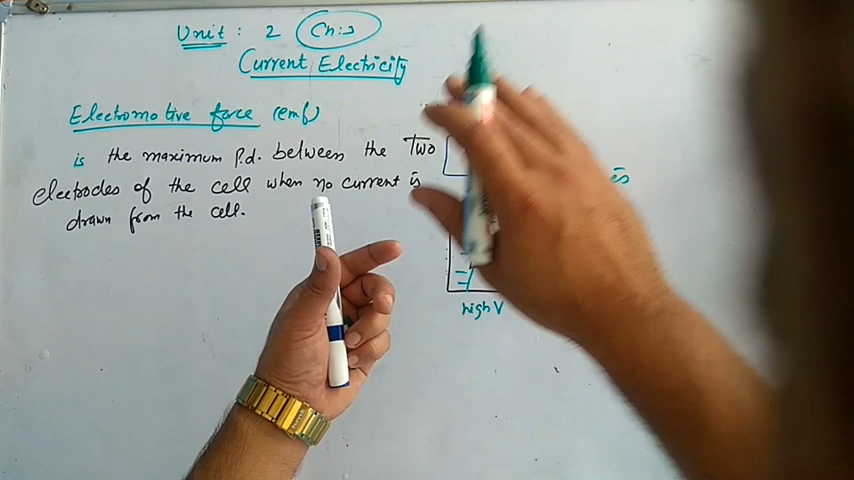 Unit : 2 Ch:3
Current Electricity
Electromotive force (emf)
is the maximum P.d. between the Two
electrodes of the cell when no current is
drawn from the cell.
es
high V